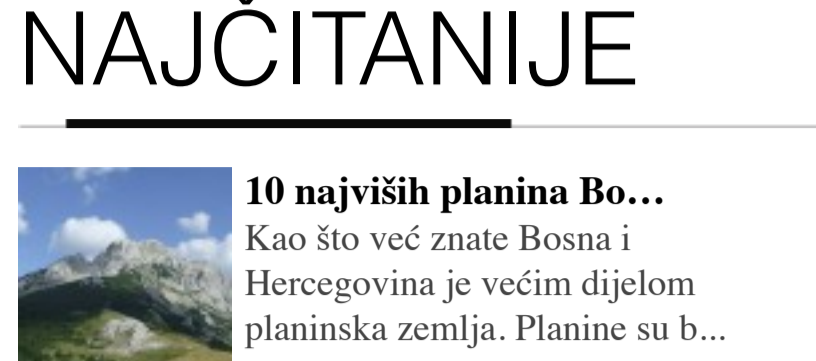 NAJČITANIJE
10 najviših planina Bo...
Kao što već znate Bosna i
Hercegovina je većim dijelom
planinska zemlja. Planine su b...